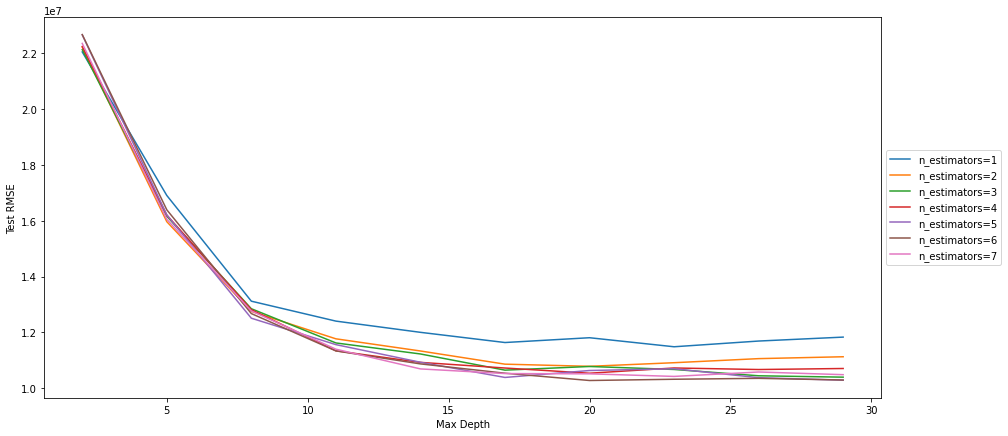 1e7
2.2
2.0
1.8
1.6
1.4
1.2
1.0
Test RMSE
5
10
15
20
25
30
Max Depth
n_estimators=1
n_estimators=2
n_estimators=3
n_estimators=4
n_estimators=5
n_estimators=6
n_estimators=7